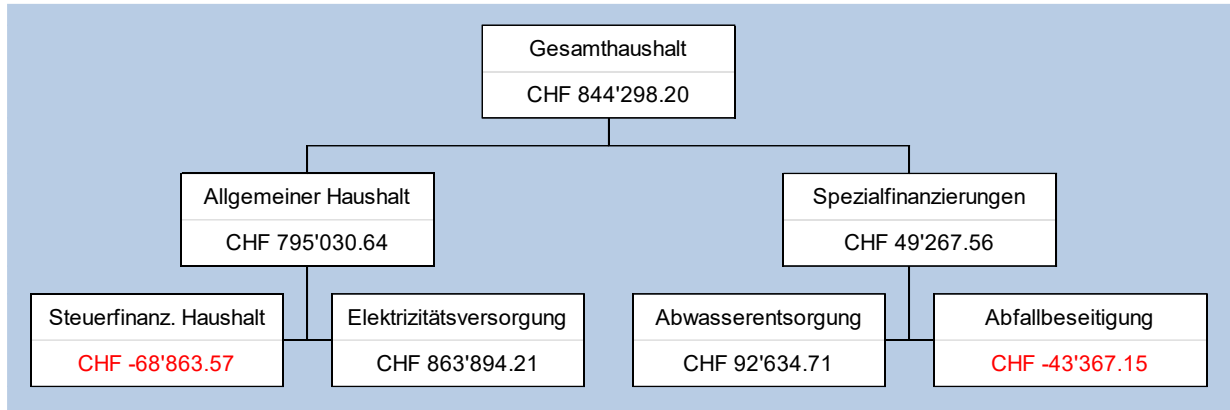 Gesamthaushalt
CHF 844'298.20
Allgemeiner Haushalt
CHF 795'030.64
Spezialfinanzierungen
CHF 49'267.56
Steuerfinanz. Haushalt
CHF -68'863.57
Elektrizitätsversorgung
CHF 863'894.21
Abwasserentsorgung
CHF 92'634.71
Abfallbeseitigung
CHF -43'367.15